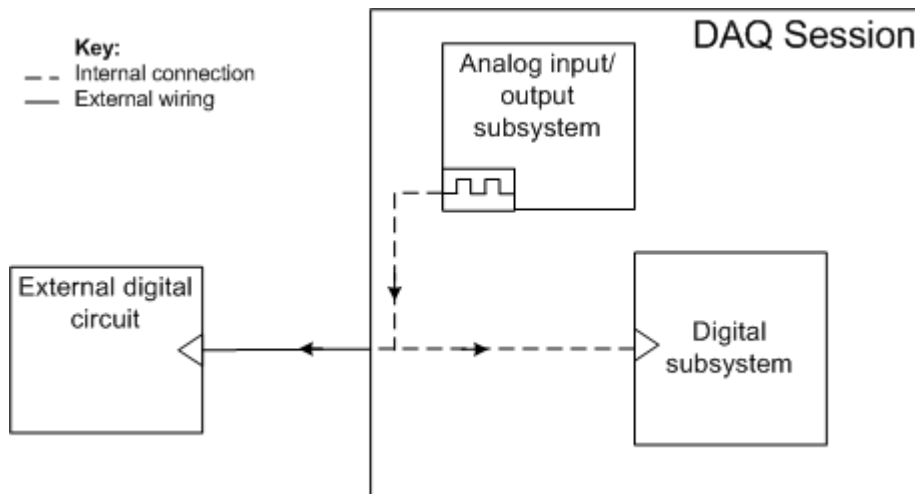 Key:
Internal connection
External wiring
DAQ Session
Analog input/
output
subsystem
External digital
circuit
Digital
subsystem